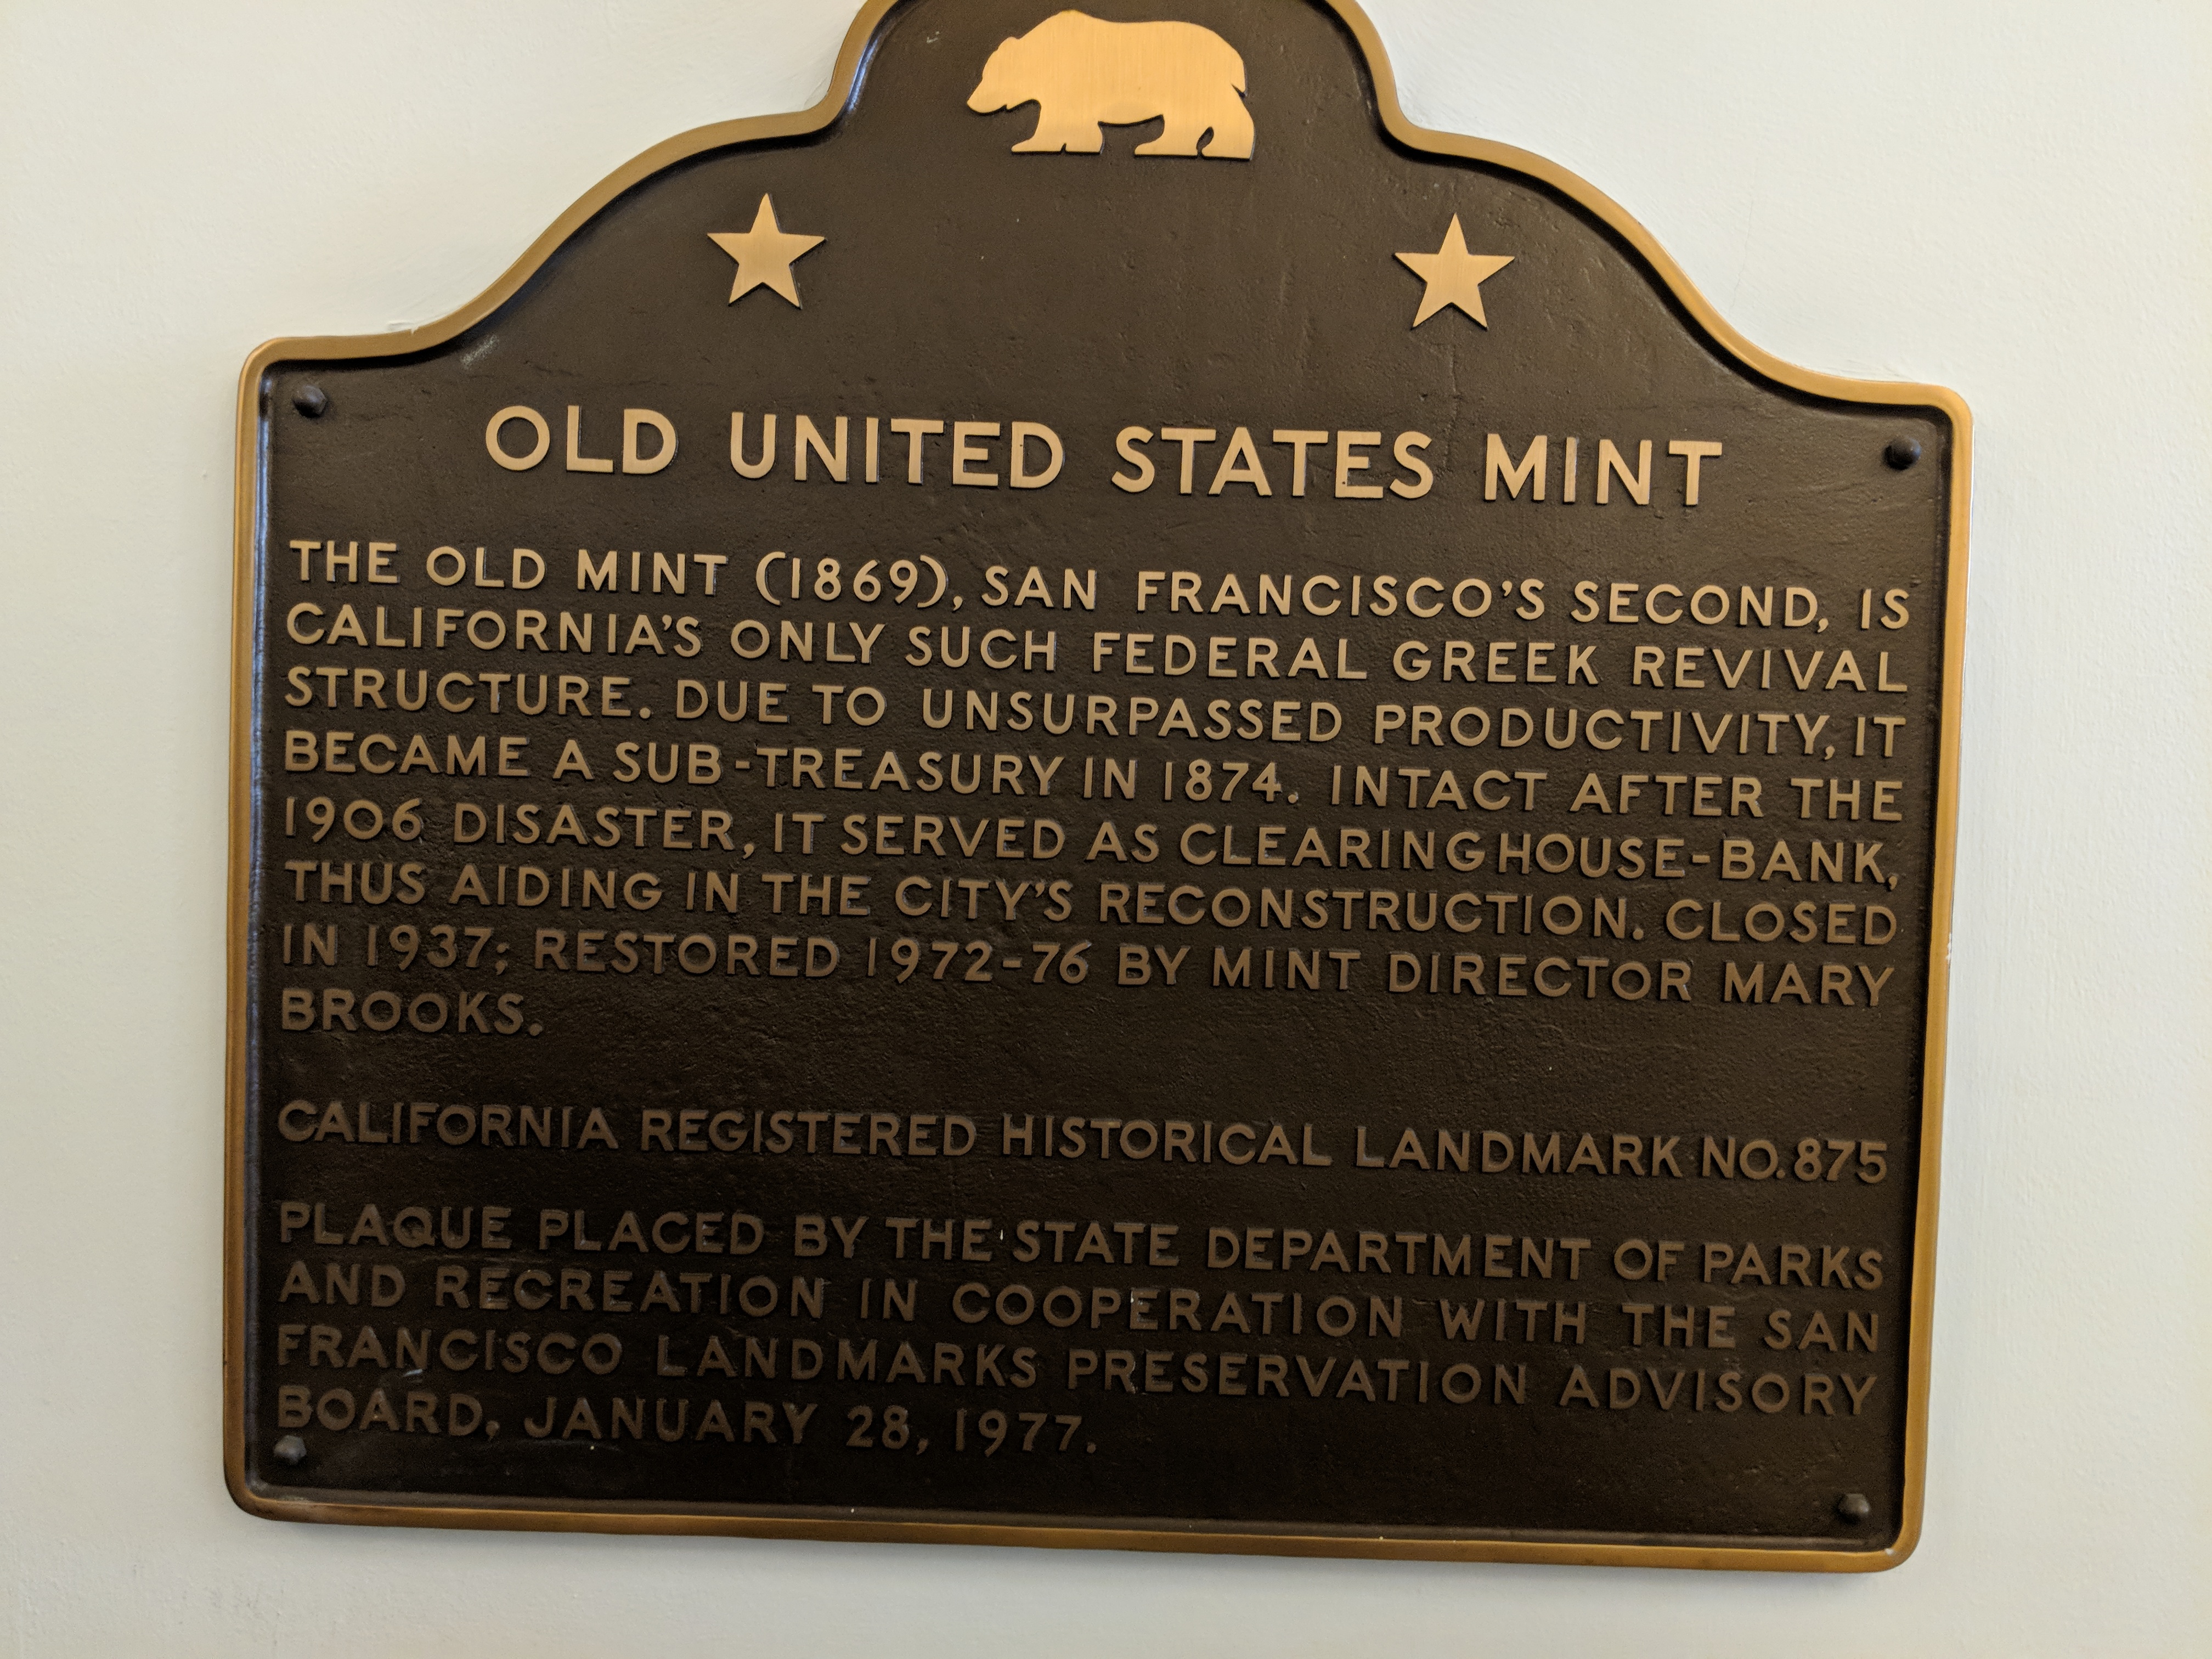 OLD UNITED STATES MINT
THE OLD MINT (1869), SAN FRANCISCO'S SECOND, IS
CALIFORNIA'S ONLY SUCH FEDERAL GREEK REVIVAL
STRUCTURE. DUE TO UNSURPASSED PRODUCTIVITY, IT
BECAME A SUB-TREASURY IN 1874. INTACT AFTER THE
1906 DISASTER, IT SERVED AS CLEARINGHOUSE-BANK,
THUS AIDING IN THE CITY'S RECONSTRUCTION. CLOSED
IN 1937; RESTORED 1972-76 BY MINT DIRECTOR MARY
BROOKS.
CALIFORNIA REGISTERED HISTORICAL LANDMARK NO. 875
PLAQUE PLACED BY THE STATE DEPARTMENT OF PARKS
AND RECREATION IN COOPERATION WITH THE SAN
FRANCISCO LANDMARKS PRESERVATION ADVISORY
BOARD, JANUARY 28, 1977.